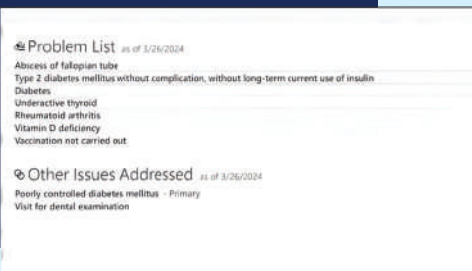 Problem List as of 3/26/2024
Abscess of fallopian tube
Type 2 diabetes mellitus without complication, without long-term current use of insulin
Diabetes
Underactive thyroid
Rheumatoid arthritis
Vitamin D deficiency
Vaccination not carried out
Other Issues Addressed as of 3/26/2024
Poorly controlled diabetes mellitus - Primary
Visit for dental examination